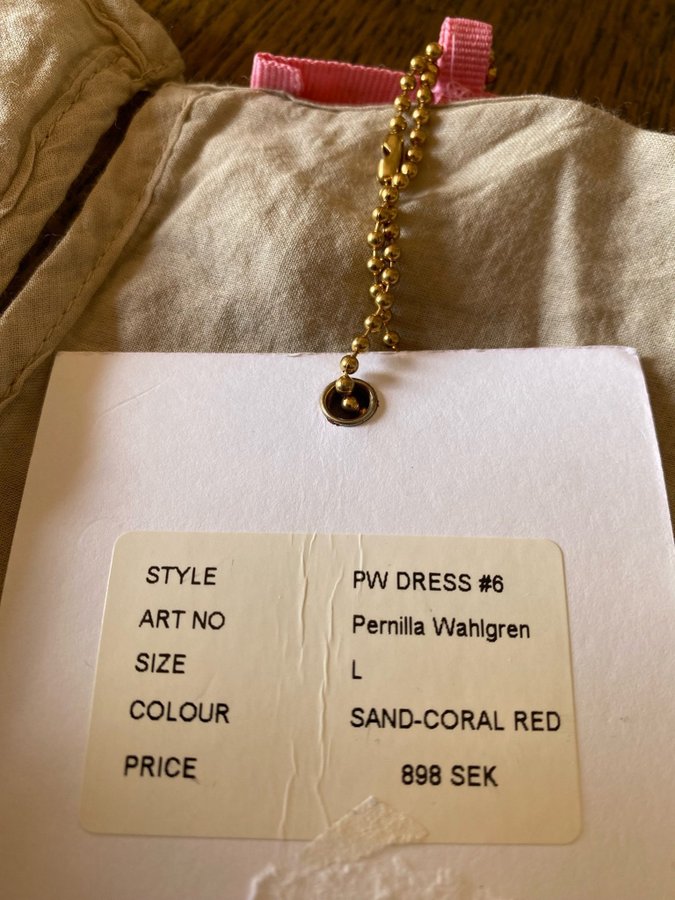 STYLE PW DRESS #6
ART NO Pernilla Wahlgren
SIZE L
COLOUR SAND-CORAL RED
PRICE 898 SEK